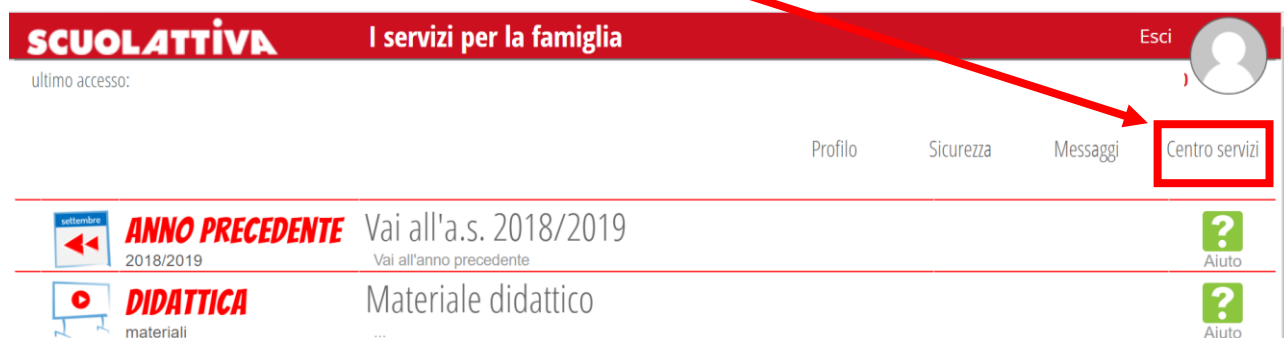 SCUOLATTIVA I servizi per la famiglia Esci
ultimo accesso:
Profilo Sicurezza Messaggi Centro servizi
settembre ANNO PRECEDENTE Vai all'a.s. 2018/2019
2018/2019 Vai all'anno precedente Aiuto
DIDATTICA Materiale didattico
materiali ... Aiuto